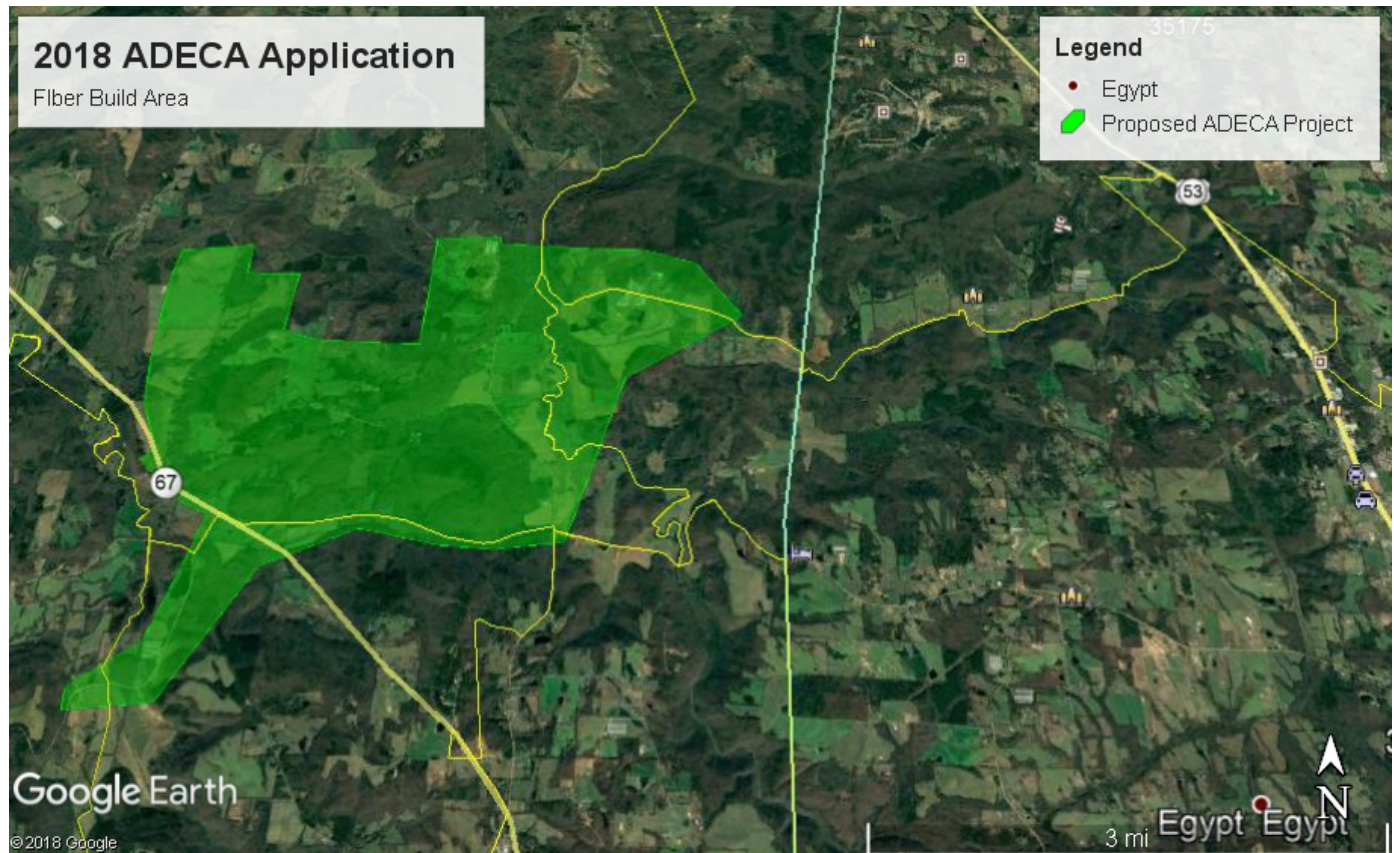 2018 ADECA Application
FIber Build Area
35175
Legend
Egypt
Proposed ADECA Project
53
67
N
Google Earth
©2018 Google
3 mi
Egypt Egypt